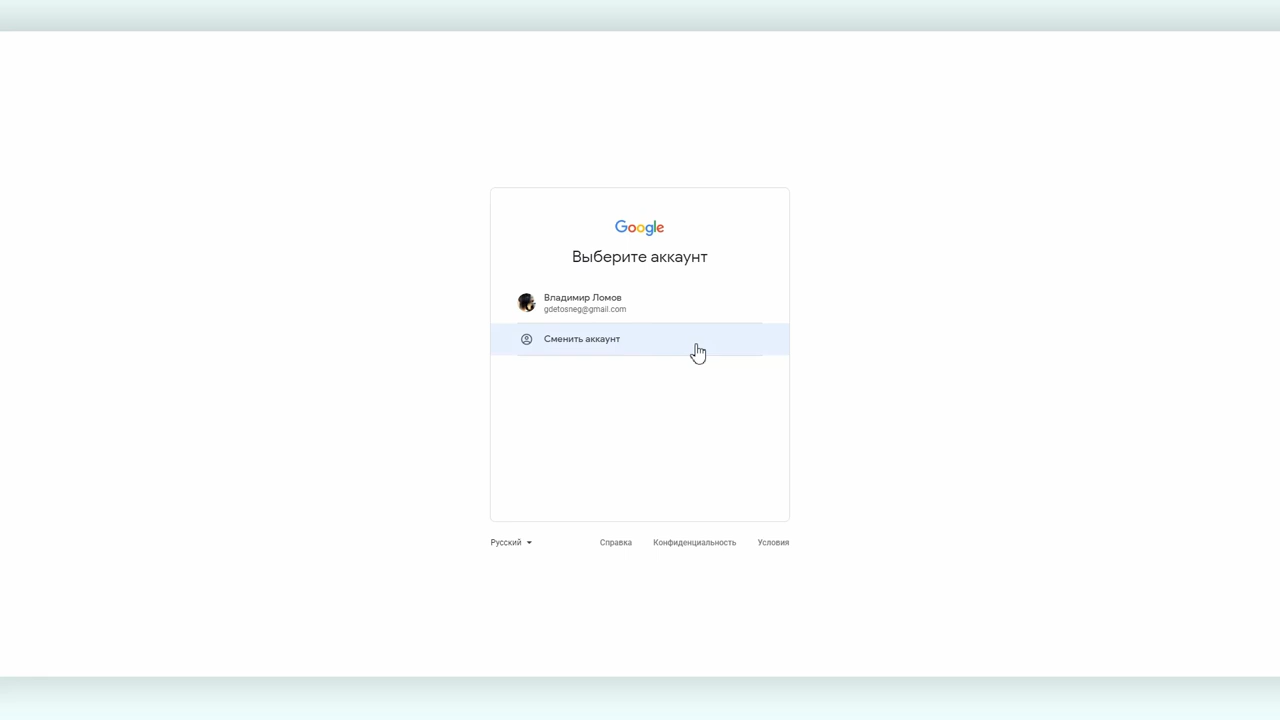 Google
Выберите аккаунт
Владимир Ломов
gdetosneg@gmail.com
Сменить аккаунт
Русский
Справка
Конфиденциальность
Условия